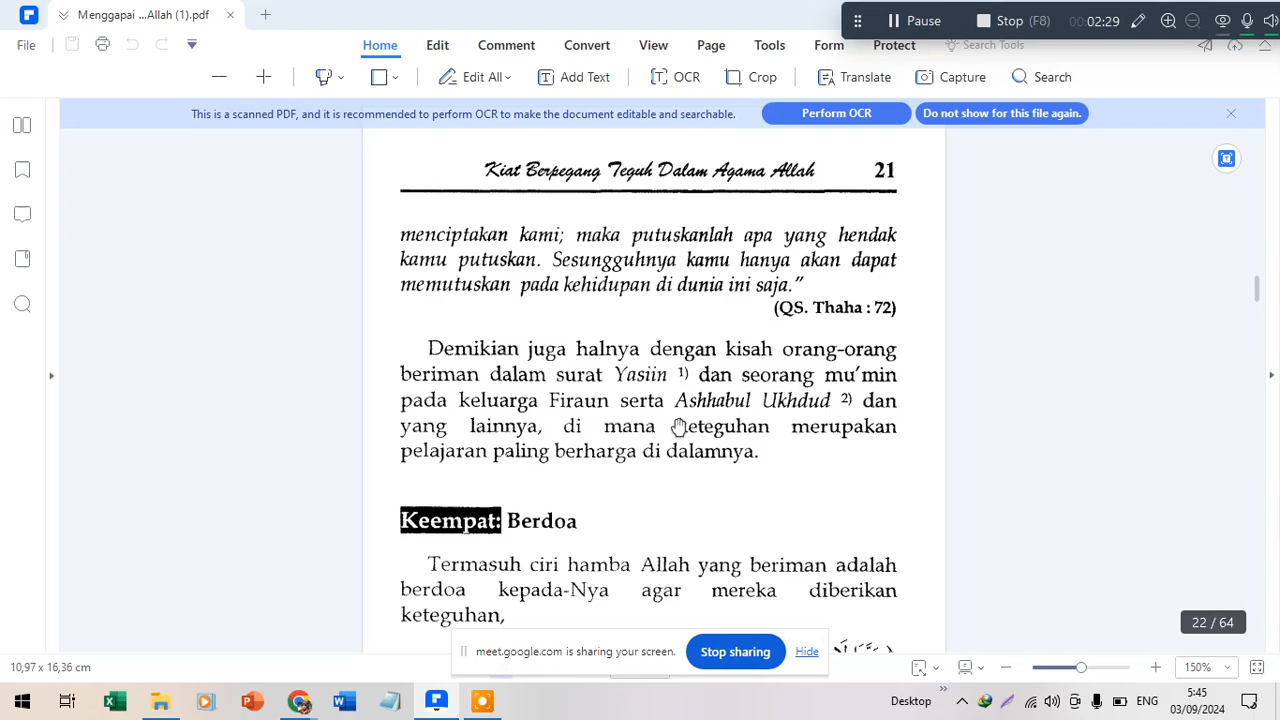 Menggapai ...Allah (1).pdf
Pause
Stop (F8)
00:02:29
File
Home
Edit
Comment
Convert
View
Page
Tools
Form
Protect
Search Tools
Edit All
Add Text
OCR
Crop
Translate
Capture
Search
This is a scanned PDF, and it is recommended to perform OCR to make the document editable and searchable.
Perform OCR
Do not show for this file again.
Kiat Berpegang Teguh Dalam Agama Allah 21
menciptakan kami; maka putuskanlah apa yang hendak
kamu putuskan. Sesungguhnya kamu hanya akan dapat
memutuskan pada kehidupan di dunia ini saja."
(QS. Thaha : 72)
Demikian juga halnya dengan kisah orang-orang
beriman dalam surat Yasiin 1) dan seorang mu'min
pada keluarga Firaun serta Ashhabul Ukhdud 2) dan
yang lainnya, di mana keteguhan merupakan
pelajaran paling berharga di dalamnya.
Keempat: Berdoa
Termasuh ciri hamba Allah yang beriman adalah
berdoa kepada-Nya agar mereka diberikan
keteguhan,
22 / 64
meet.google.com is sharing your screen.
Stop sharing
Hide
10,97 x 16,36 cm
150%
Desktop
ENG
5:45
03/09/2024